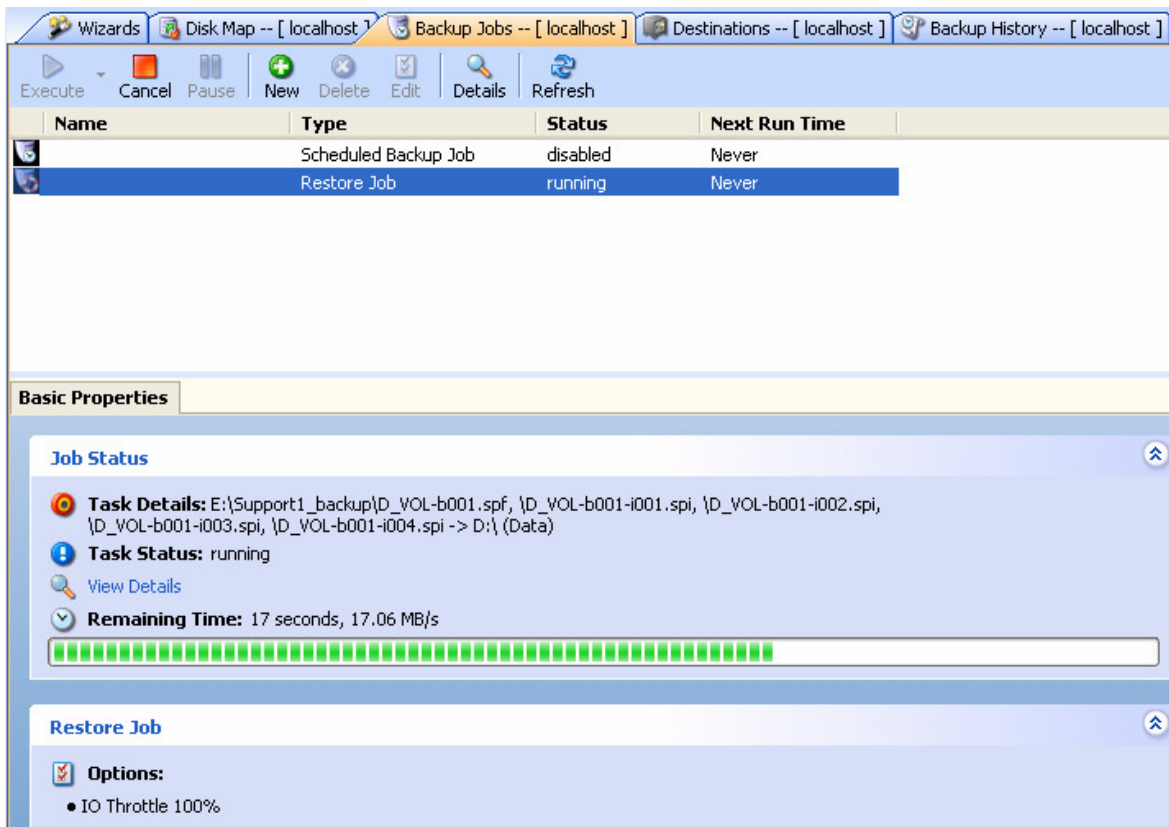 Wizards Disk Map -- [ localhost ] Backup Jobs -- [ localhost ] Destinations -- [ localhost ] Backup History -- [ localhost ]
Execute Cancel Pause New Delete Edit Details Refresh
Name Type Status Next Run Time
Scheduled Backup Job disabled Never
Restore Job running Never
Basic Properties
Job Status
Task Details: E:\Support1_backup\D_VOL-b001.spf, \D_VOL-b001-i001.spi, \D_VOL-b001-i002.spi,
\D_VOL-b001-i003.spi, \D_VOL-b001-i004.spi -> D:\ (Data)
Task Status: running
View Details
Remaining Time: 17 seconds, 17.06 MB/s
Restore Job
Options:
• IO Throttle 100%